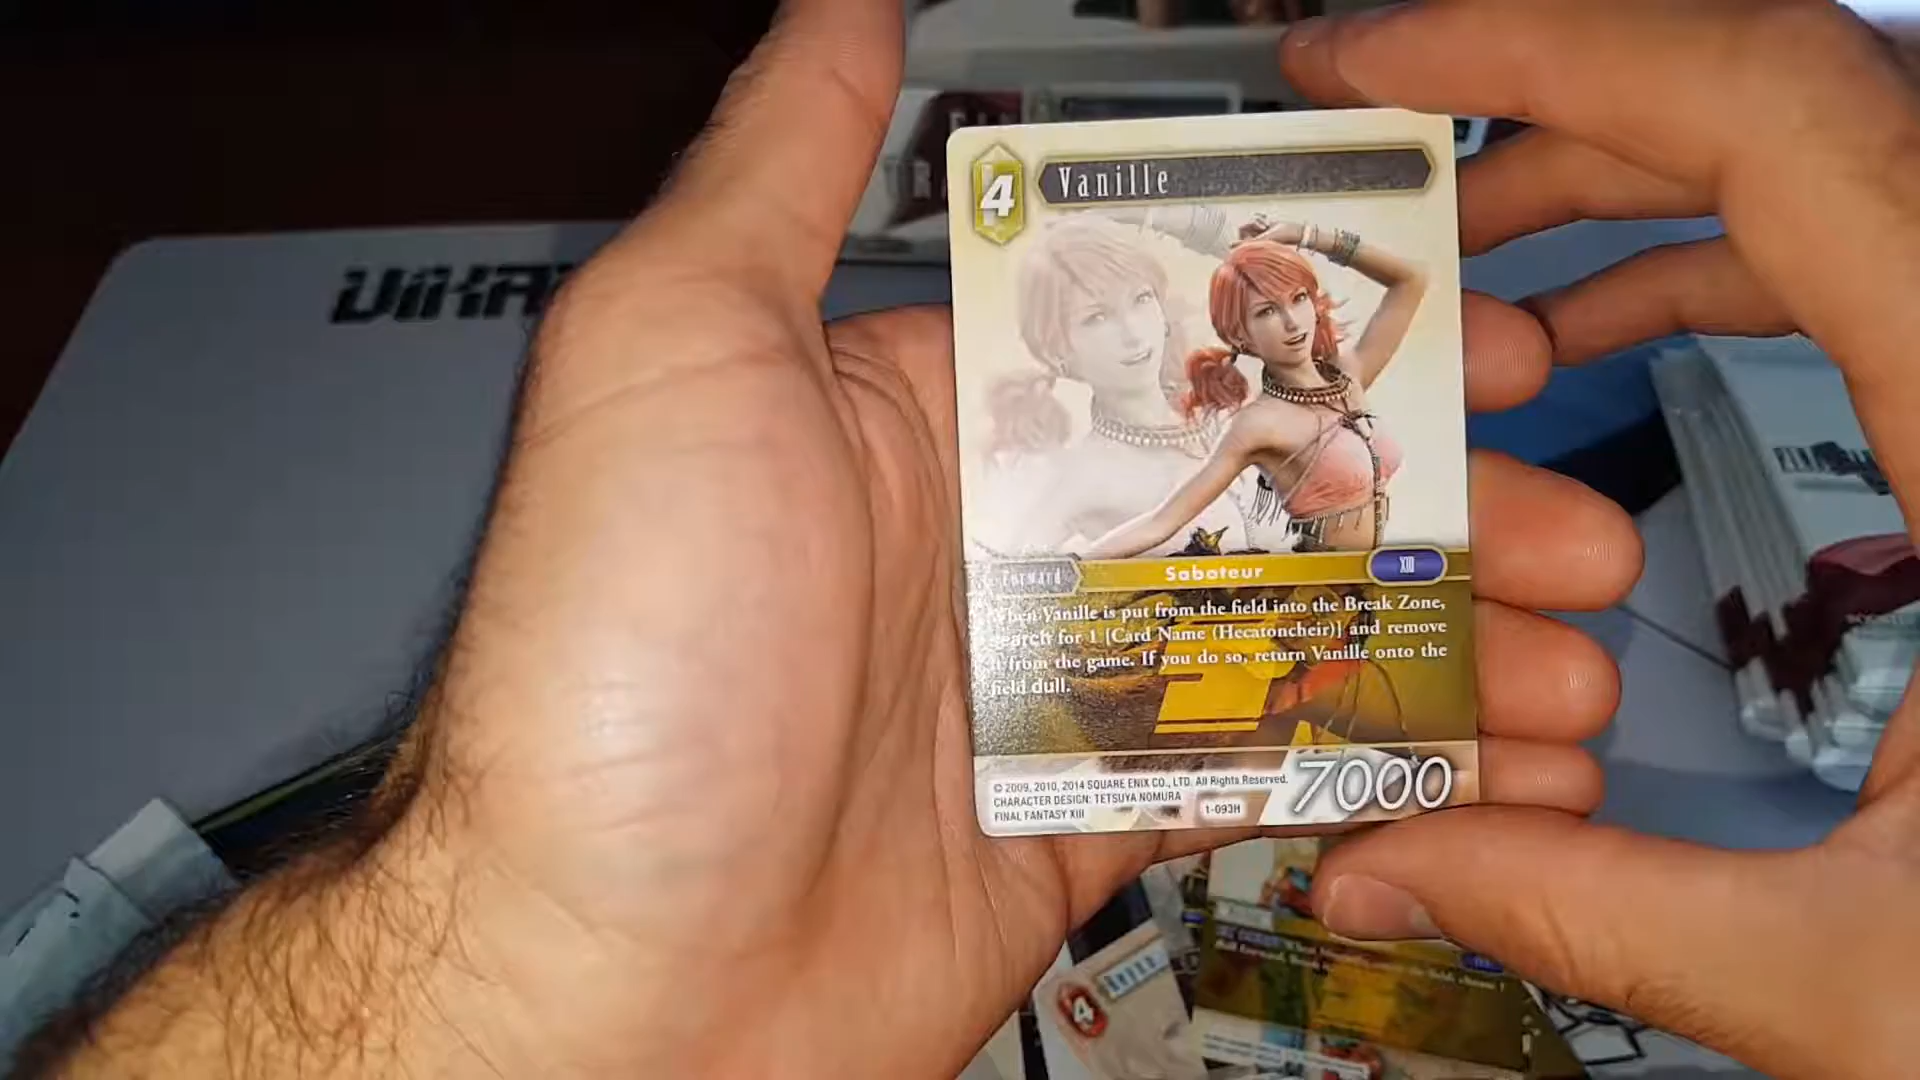 4
Vanille
Forward
Sabateur
XIII
When Vanille is put from the field into the Break Zone,
search for 1 [Card Name (Hecatoncheir)] and remove
it from the game. If you do so, return Vanille onto the
field dull.
© 2009, 2010, 2014 SQUARE ENIX CO., LTD. All Rights Reserved.
CHARACTER DESIGN: TETSUYA NOMURA
FINAL FANTASY XIII
1-093H
7000
4